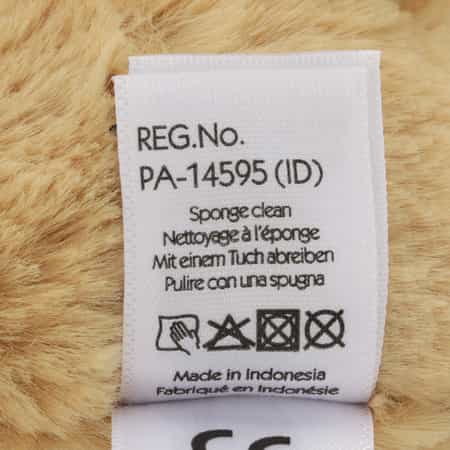 REG.No.
PA-14595 (ID)
Sponge clean
Nettoyage à l'éponge
Mit einem Tuch abreiben
Pulire con una spugna
Made in Indonesia
Fabriqué en Indonésie
CE